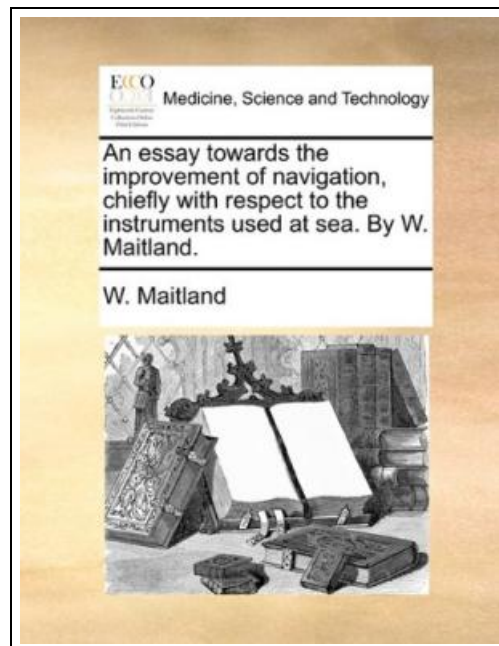 ECCO
Medicine, Science and Technology
An essay towards the
improvement of navigation,
chiefly with respect to the
instruments used at sea. By W.
Maitland.
W. Maitland